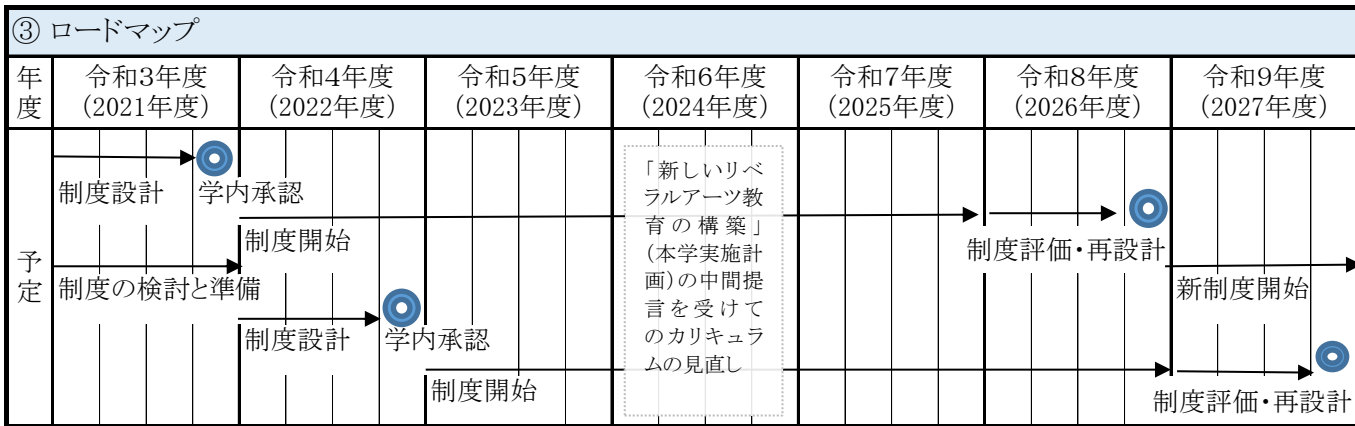 ③ ロードマップ
年度
令和3年度
(2021年度)
令和4年度
(2022年度)
令和5年度
(2023年度)
令和6年度
(2024年度)
令和7年度
(2025年度)
令和8年度
(2026年度)
令和9年度
(2027年度)
予定
制度設計
学内承認
制度開始
制度評価・再設計
新制度開始
制度の検討と準備
制度設計
学内承認
制度開始
制度評価・再設計
「新しいリベ
ラルアーツ教
育の構築」
(本学実施計
画)の中間提
言を受けて
のカリキュラ
ムの見直し